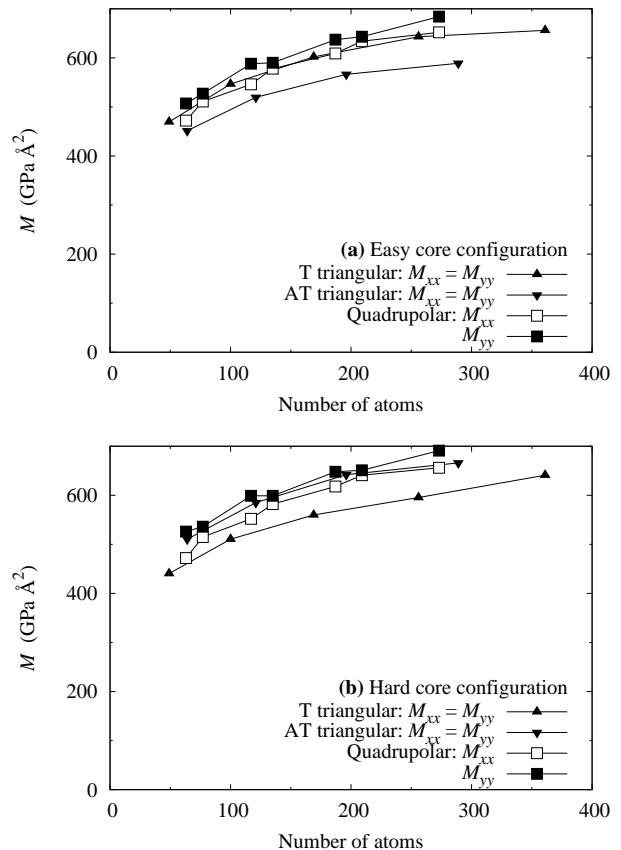 600
400
600
0
M (GPa Å²)
(a) Easy core configuration
T triangular: Mxx = Myy
AT triangular: Mxx = Myy
Quadrupolar: Mxx
Myy
0 100 200 300 400
Number of atoms
600
400
600
0
M (GPa Å²)
(b) Hard core configuration
T triangular: Mxx = Myy
AT triangular: Mxx = Myy
Quadrupolar: Mxx
Myy
0 100 200 300 400
Number of atoms